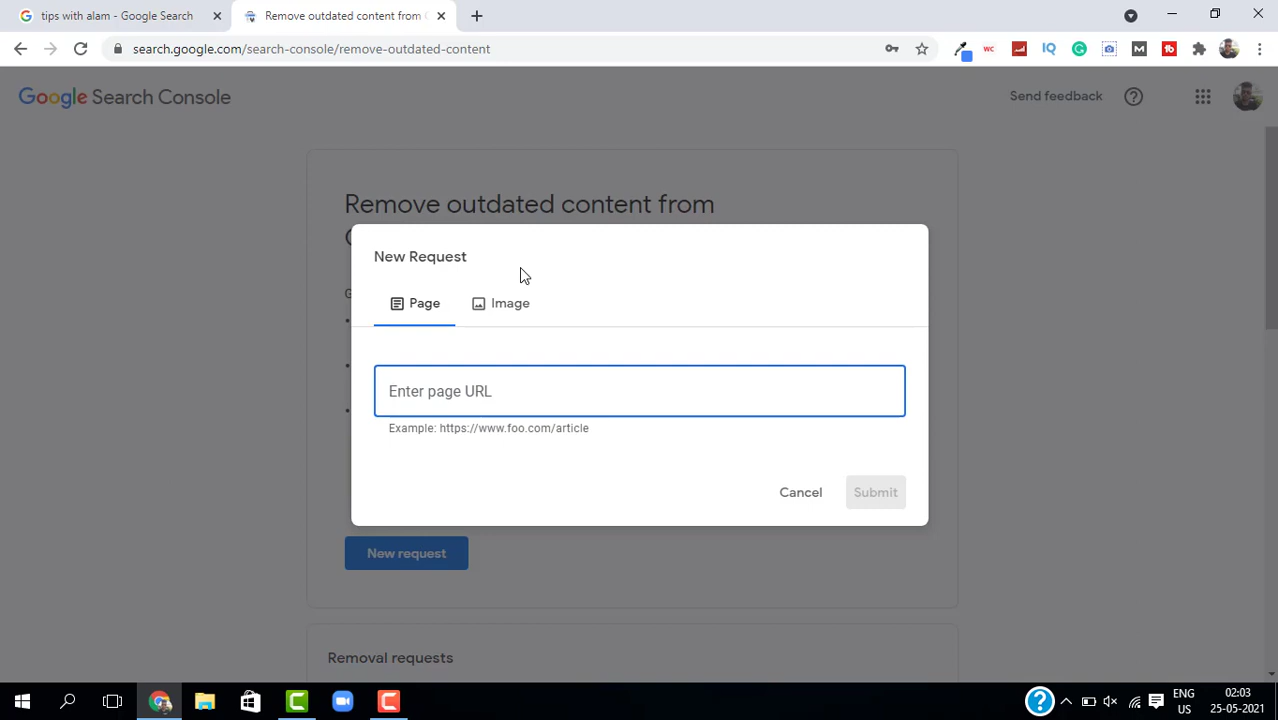 tips with alam - Google Search
Remove outdated content from G
search.google.com/search-console/remove-outdated-content
WC
IQ
Google Search Console
Send feedback
Remove outdated content from
G
New Request
Page
Image
Enter page URL
Example: https://www.foo.com/article
Cancel
Submit
New request
Removal requests
ENG
US
02:03
25-05-2021